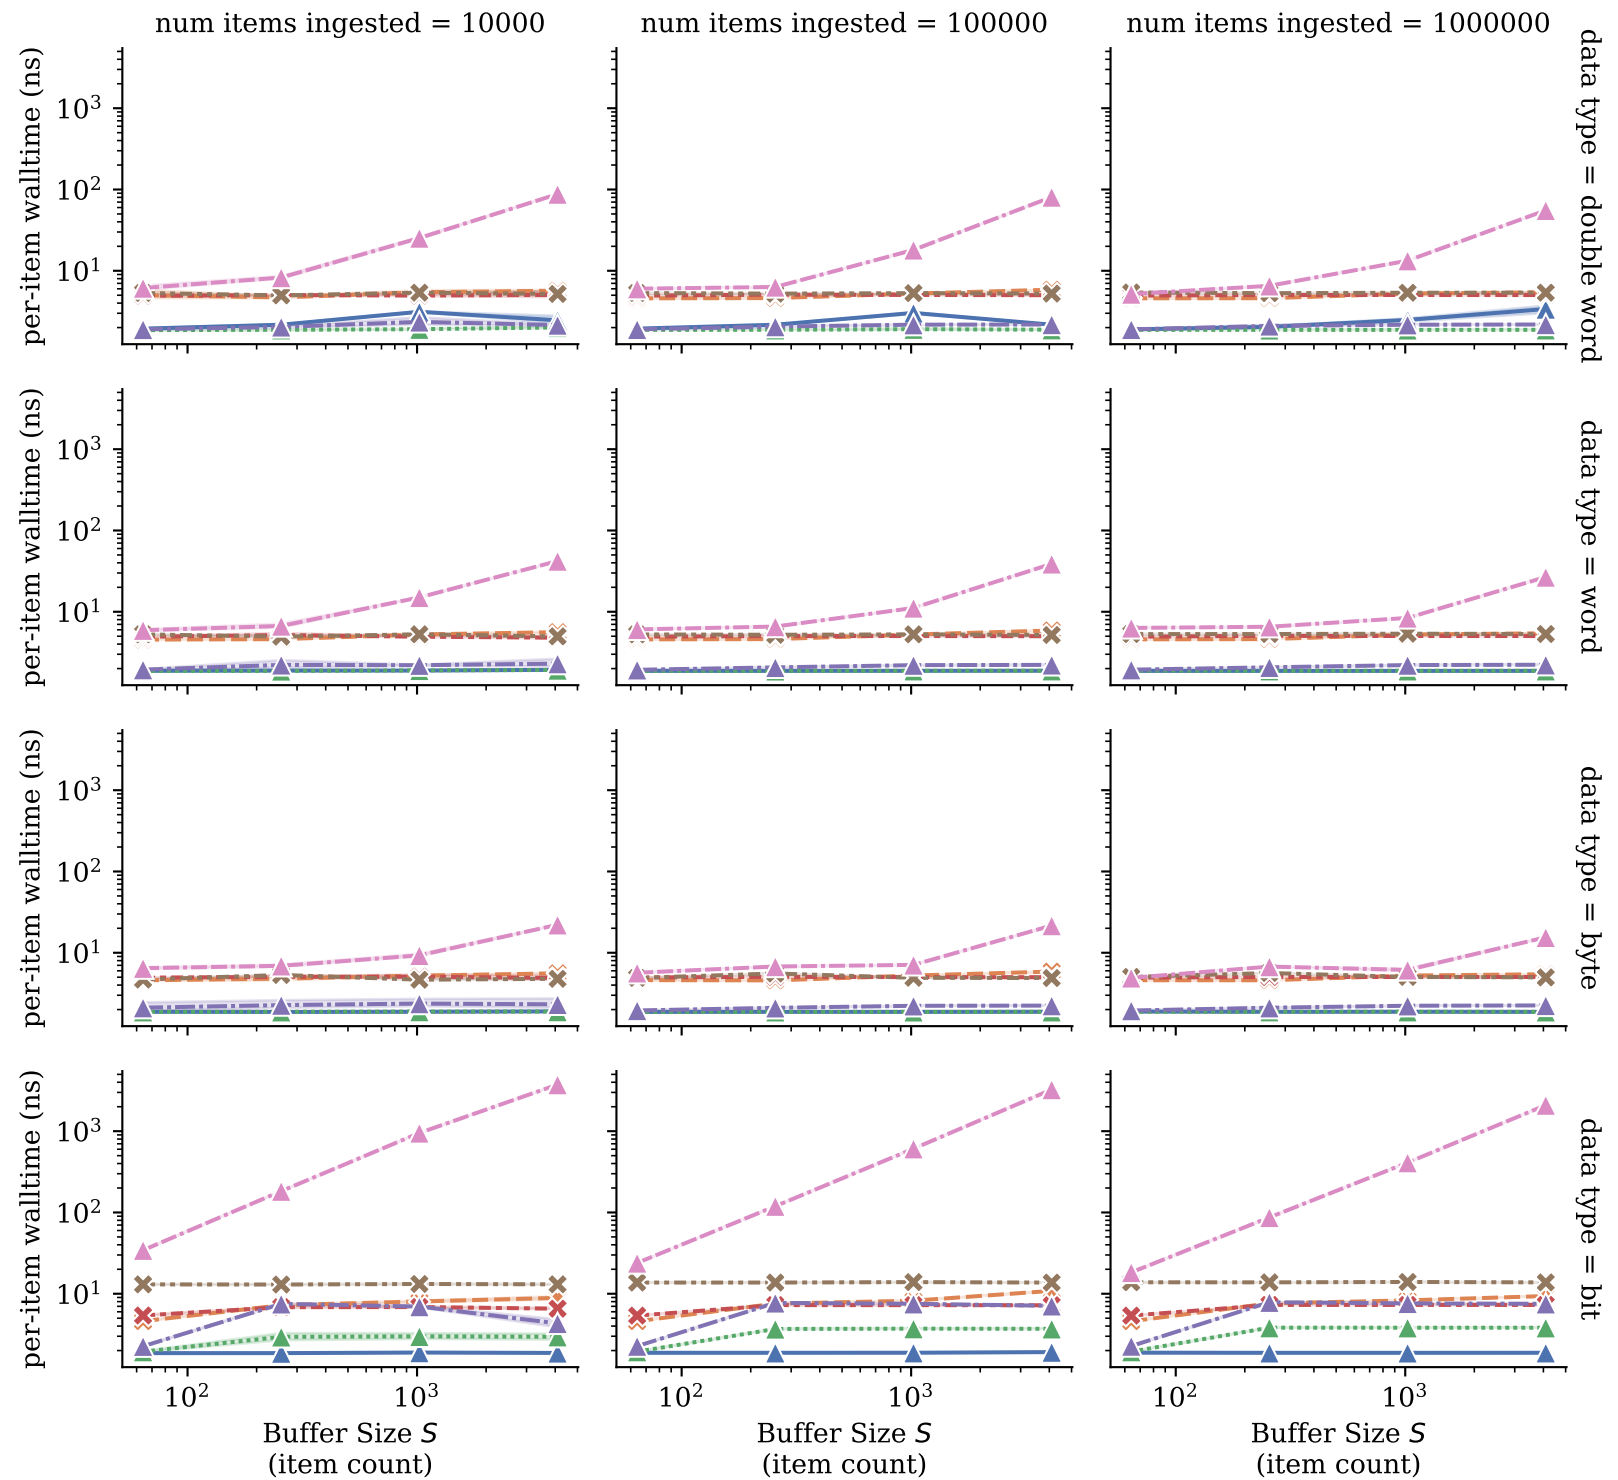 num items ingested = 10000
num items ingested = 100000
num items ingested = 1000000
per-item walltime (ns)
10³
10²
10¹
data type = double word
per-item walltime (ns)
10³
10²
10¹
data type = word
per-item walltime (ns)
10³
10²
10¹
data type = byte
per-item walltime (ns)
10³
10²
10¹
data type = bit
10² 10³
10² 10³
10² 10³
Buffer Size S
(item count)
Buffer Size S
(item count)
Buffer Size S
(item count)